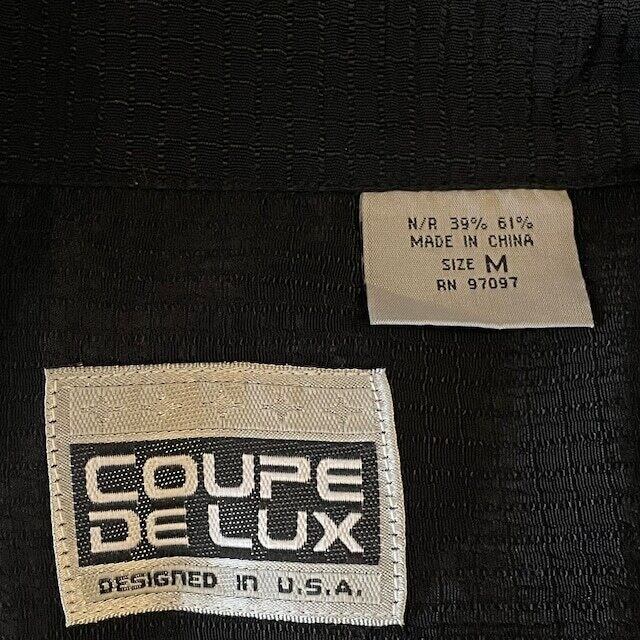 N/R 39% 61%
MADE IN CHINA
SIZE M
RN 97097
COUPE
DE LUX
DESIGNED IN U.S.A.